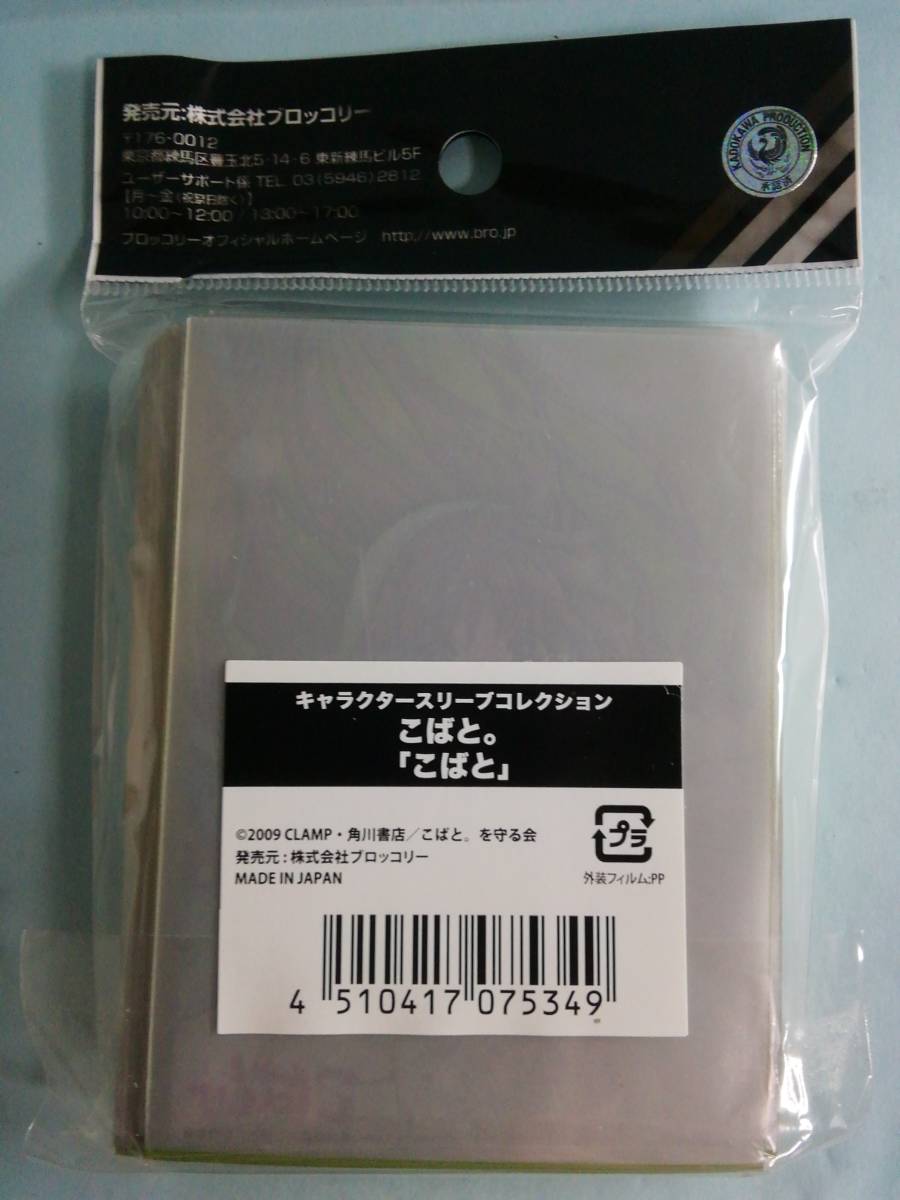 発売元:株式会社ブロッコリー
〒176-0012
東京都練馬区豊玉北5-14-6 東新練馬ビル5F
ユーザーサポート係 TEL. 03(5946)2812
【月～金(祝祭日除く)】
10:00～12:00 / 13:00～17:00
ブロッコリーオフィシャルホームページ http://www.bro.jp
KADOKAWA PRODUCTION
承認済
キャラクタースリーブコレクション
こばと。
「こばと」
©2009 CLAMP・角川書店／こばと。を守る会
発売元：株式会社ブロッコリー
MADE IN JAPAN
プラ
外装フィルム:PP
4 510417 075349